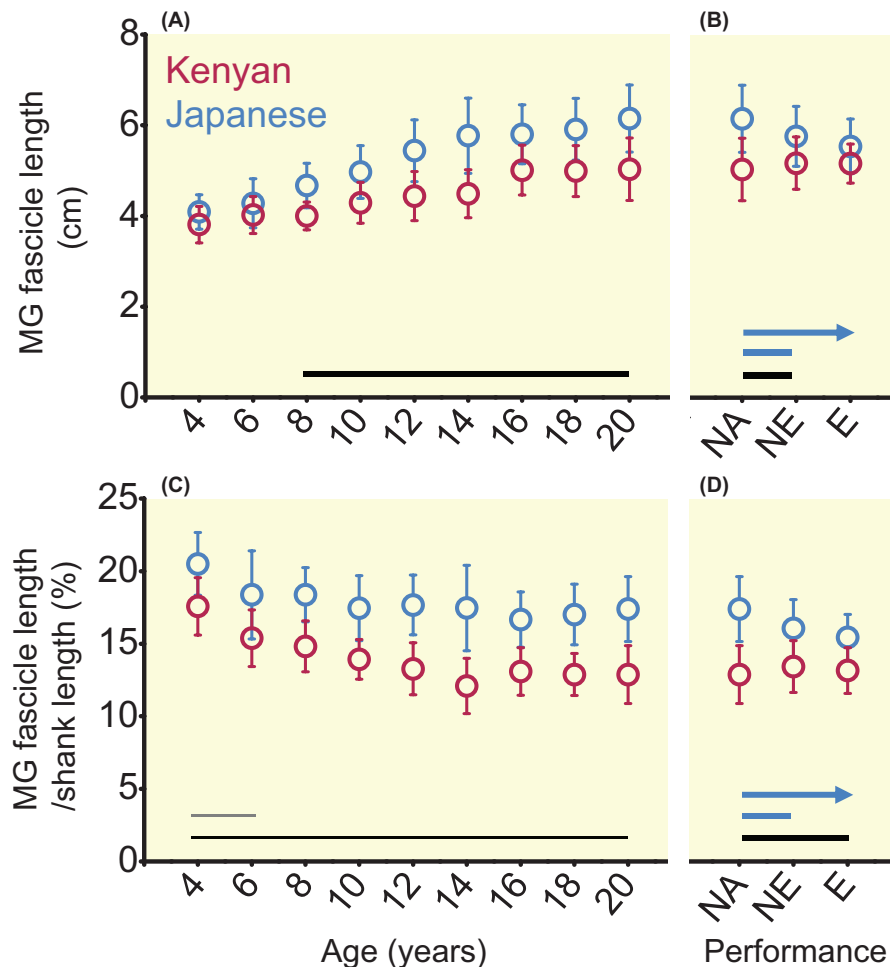 (A)
(B)
Kenyan
Japanese
MG fascicle length
(cm)
8
6
4
2
0
4 6 8 10 12 14 16 18 20
NA NE E
(C)
(D)
MG fascicle length
/shank length (%)
25
20
15
10
5
0
4 6 8 10 12 14 16 18 20
NA NE E
Age (years)
Performance